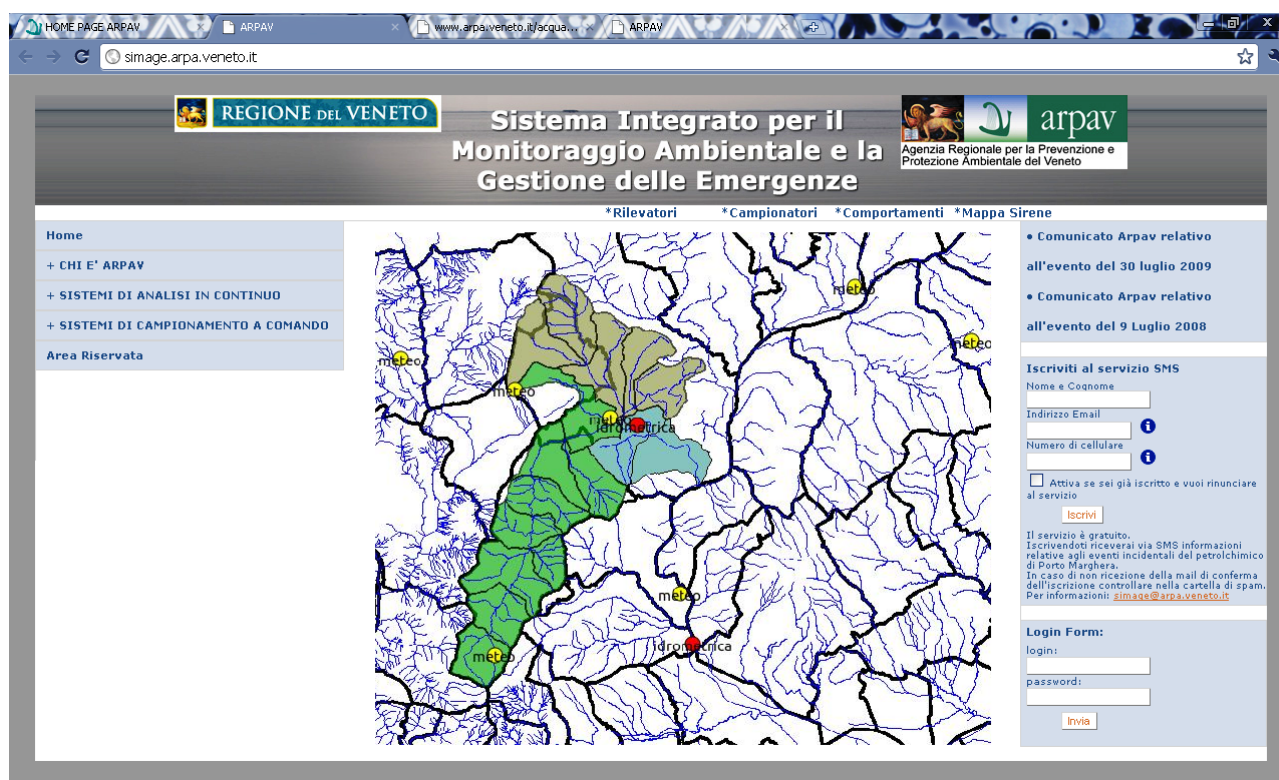 HOME PAGE ARPAV
ARPAV
www.arpa.veneto.it/acqua...
ARPAV
simage.arpa.veneto.it
REGIONE DEL VENETO
Sistema Integrato per il
Monitoraggio Ambientale e la
Gestione delle Emergenze
arpav
Agenzia Regionale per la Prevenzione e
Protezione Ambientale del Veneto
*Rilevatori *Campionatori *Comportamenti *Mappa Sirene
Home
+ CHI E' ARPAV
+ SISTEMI DI ANALISI IN CONTINUO
+ SISTEMI DI CAMPIONAMENTO A COMANDO
Area Riservata
meteo
meteo
meteo
meteo
idrometrica
meteo
idrometrica
meteo
• Comunicato Arpav relativo
all'evento del 30 luglio 2009
• Comunicato Arpav relativo
all'evento del 9 Luglio 2008
Iscriviti al servizio SMS
Nome e Cognome
Indirizzo Email
Numero di cellulare
Attiva se sei già iscritto e vuoi rinunciare
al servizio
Iscrivi
Il servizio è gratuito.
Iscrivendoti riceverai via SMS informazioni
relative agli eventi incidentali del petrolchimico
di Porto Marghera.
In caso di non ricezione della mail di conferma
dell'iscrizione controllare nella cartella di spam.
Per informazioni: simage@arpa.veneto.it
Login Form:
login:
password:
Invia